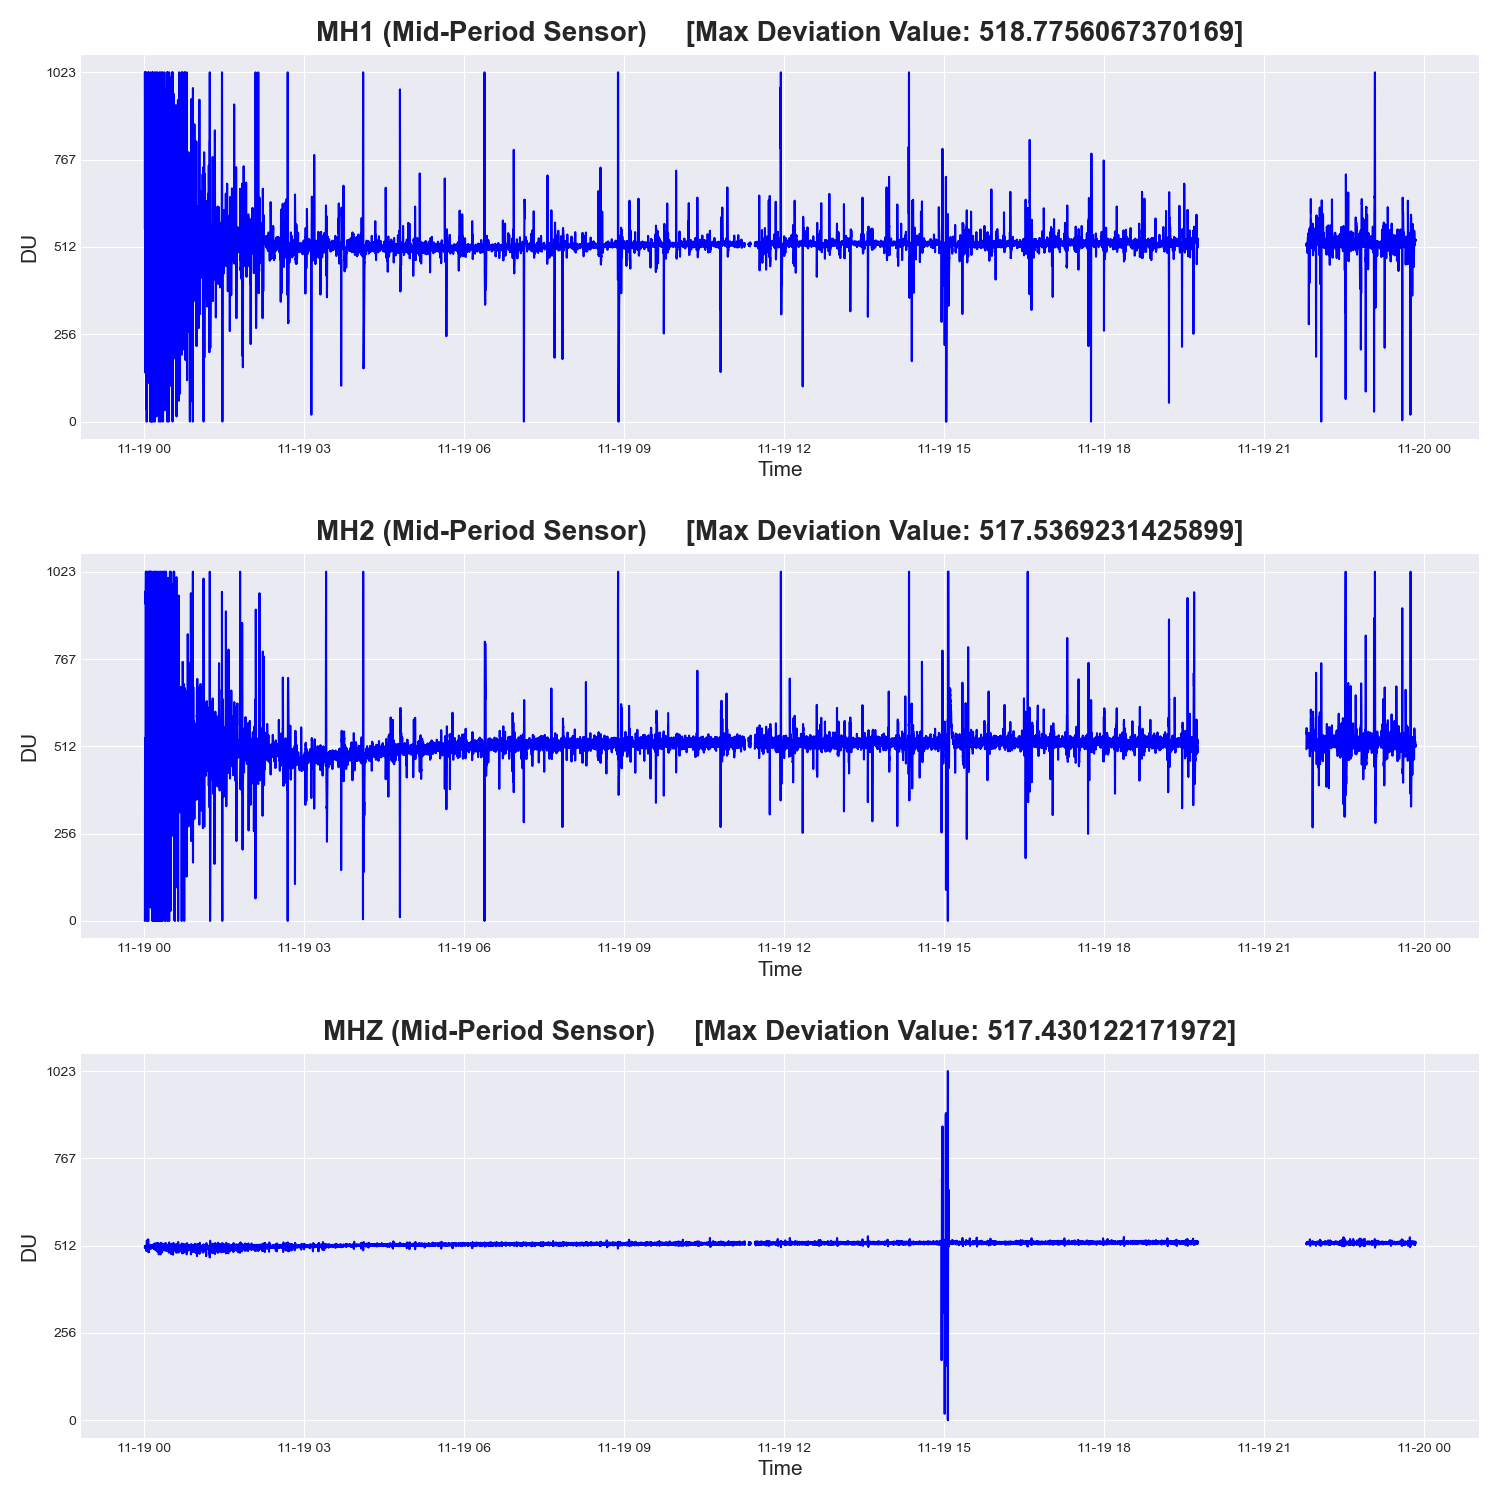 MH1 (Mid-Period Sensor) [Max Deviation Value: 518.7756067370169]
1023
767
512
256
0
DU
11-19 00 11-19 03 11-19 06 11-19 09 11-19 12 11-19 15 11-19 18 11-19 21 11-20 00
Time
MH2 (Mid-Period Sensor) [Max Deviation Value: 517.5369231425899]
1023
767
512
256
0
DU
11-19 00 11-19 03 11-19 06 11-19 09 11-19 12 11-19 15 11-19 18 11-19 21 11-20 00
Time
MHZ (Mid-Period Sensor) [Max Deviation Value: 517.430122171972]
1023
767
512
256
0
DU
11-19 00 11-19 03 11-19 06 11-19 09 11-19 12 11-19 15 11-19 18 11-19 21 11-20 00
Time